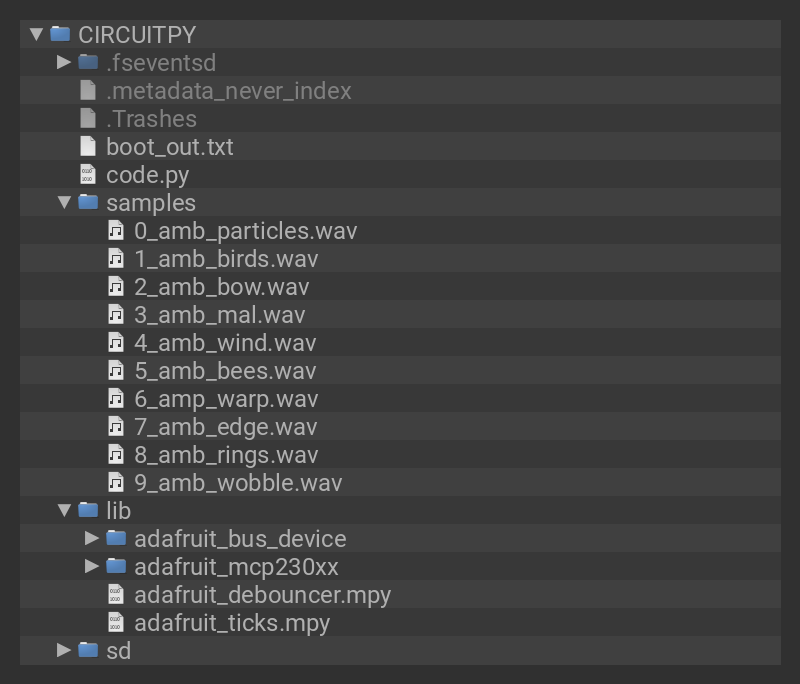 CIRCUITPY
.fseventsd
.metadata_never_index
.Trashes
boot_out.txt
code.py
samples
0_amb_particles.wav
1_amb_birds.wav
2_amb_bow.wav
3_amb_mal.wav
4_amb_wind.wav
5_amb_bees.wav
6_amp_warp.wav
7_amb_edge.wav
8_amb_rings.wav
9_amb_wobble.wav
lib
adafruit_bus_device
adafruit_mcp230xx
adafruit_debouncer.mpy
adafruit_ticks.mpy
sd